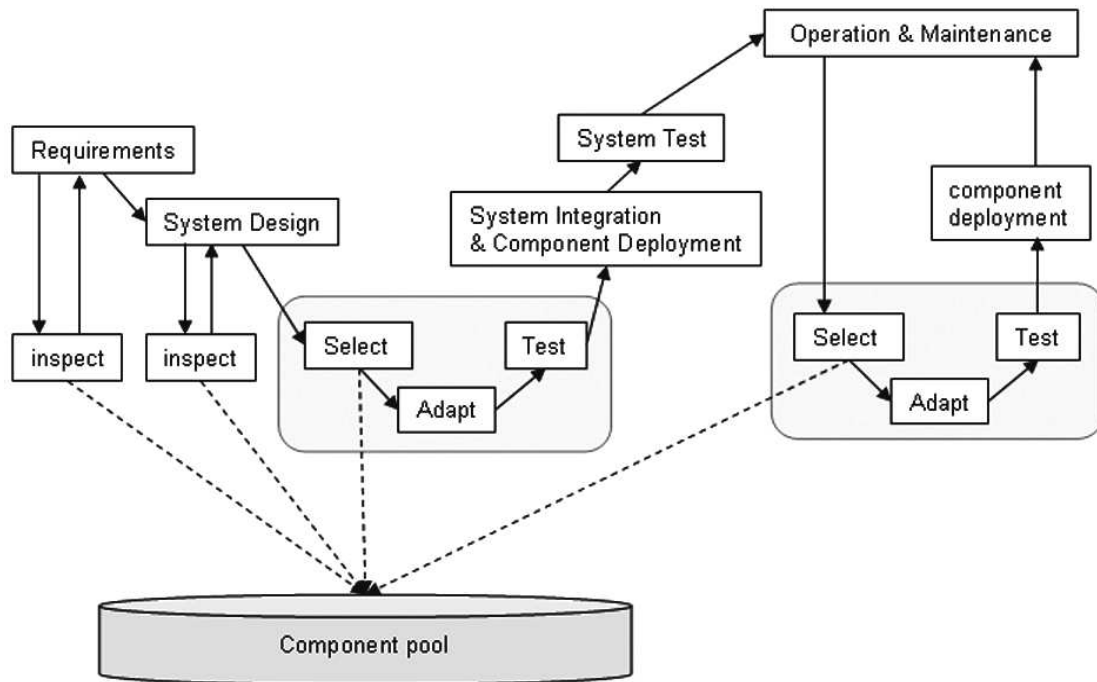 Operation & Maintenance
System Test
Requirements
component
deployment
System Integration
& Component Deployment
System Design
inspect
inspect
Select
Test
Adapt
Select
Test
Adapt
Component pool